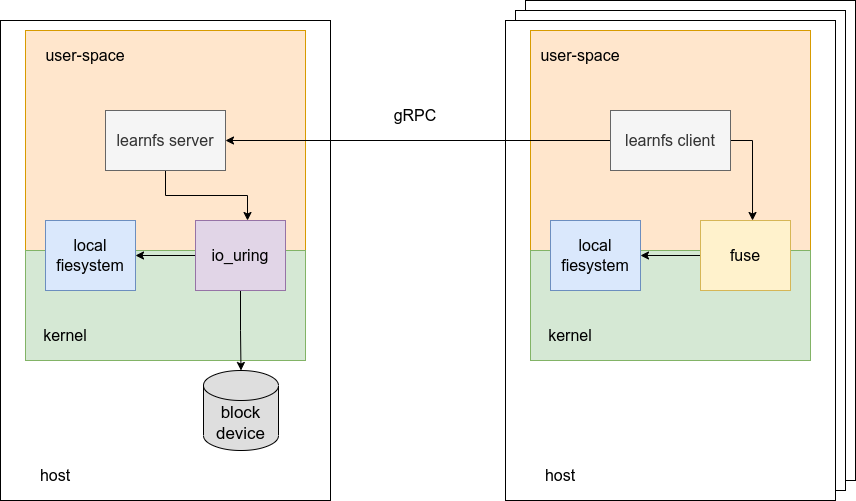 user-space
learnfs server
local
fiesystem
io_uring
kernel
block
device
host
gRPC
user-space
learnfs client
local
fiesystem
fuse
kernel
host